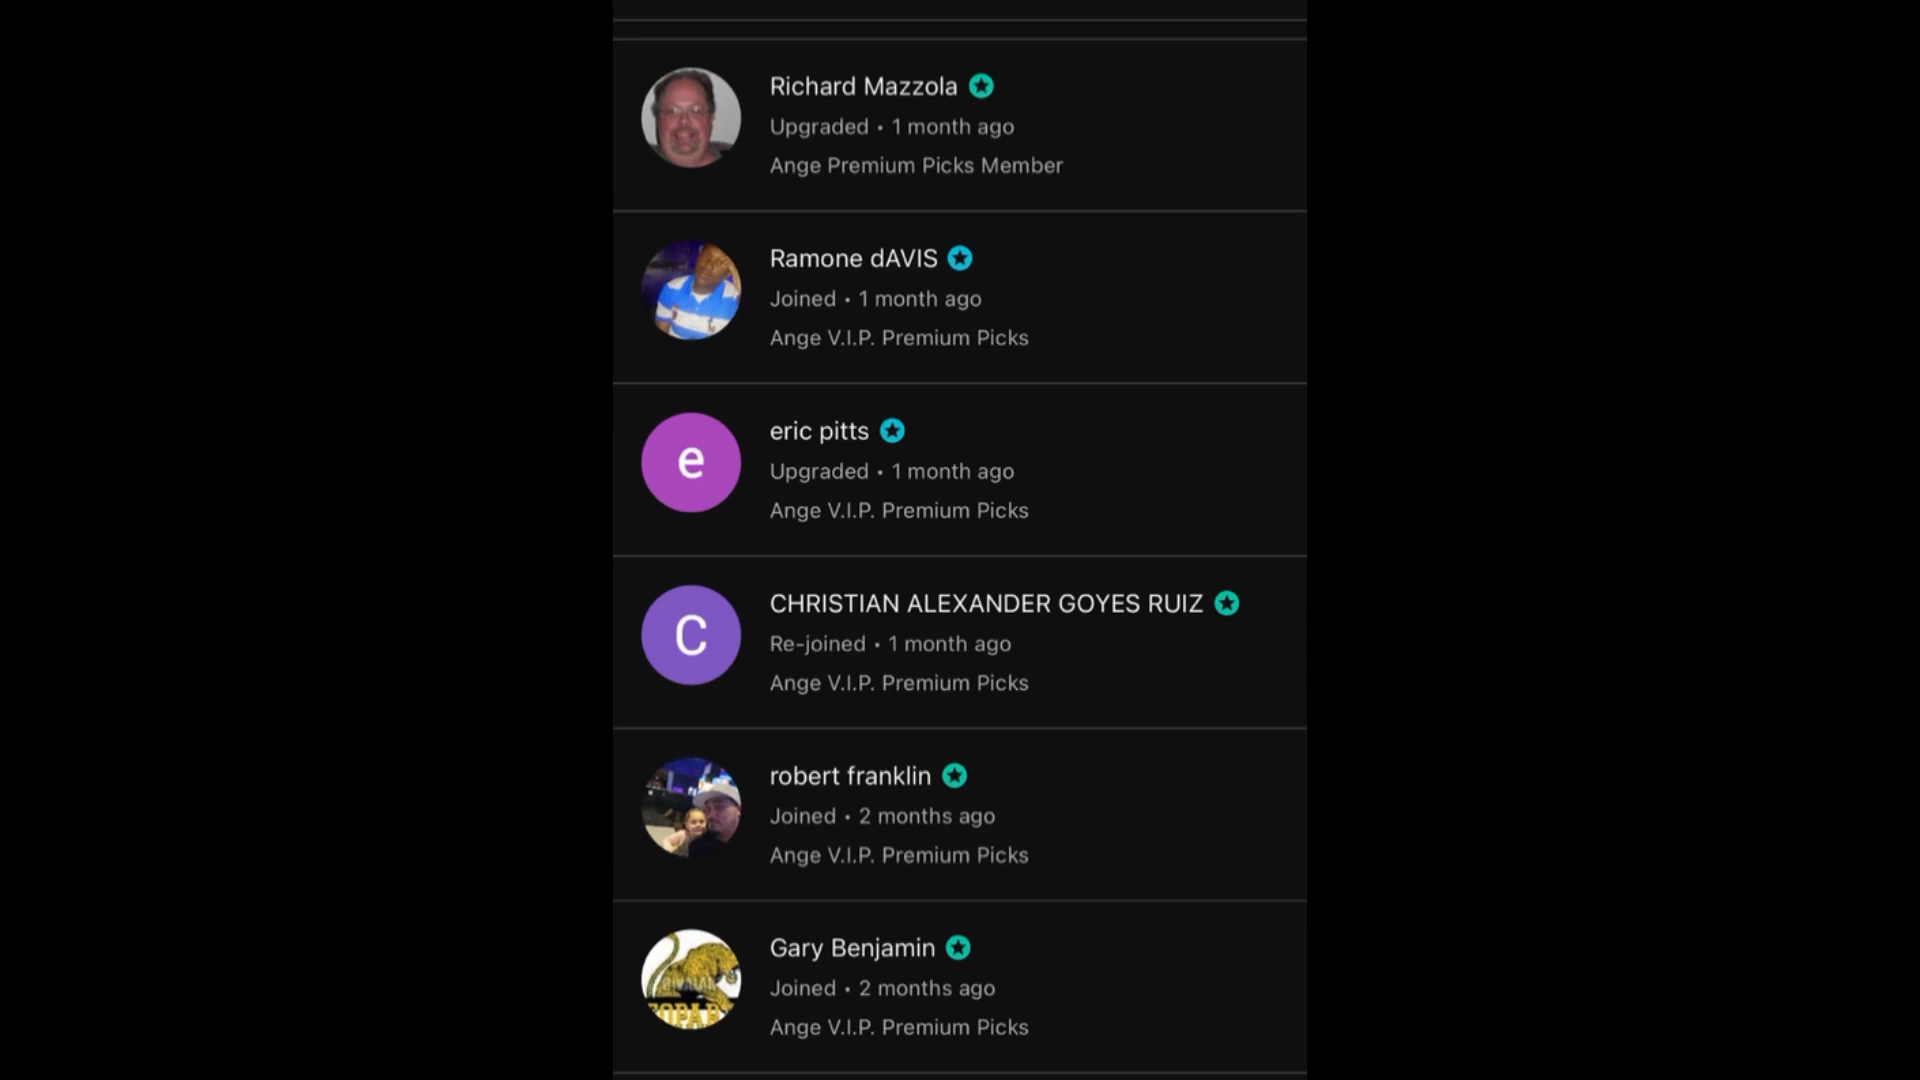 Richard Mazzola
Upgraded • 1 month ago
Ange Premium Picks Member
Ramone dAVIS
Joined • 1 month ago
Ange V.I.P. Premium Picks
e
eric pitts
Upgraded • 1 month ago
Ange V.I.P. Premium Picks
C
CHRISTIAN ALEXANDER GOYES RUIZ
Re-joined • 1 month ago
Ange V.I.P. Premium Picks
robert franklin
Joined • 2 months ago
Ange V.I.P. Premium Picks
Gary Benjamin
Joined • 2 months ago
Ange V.I.P. Premium Picks